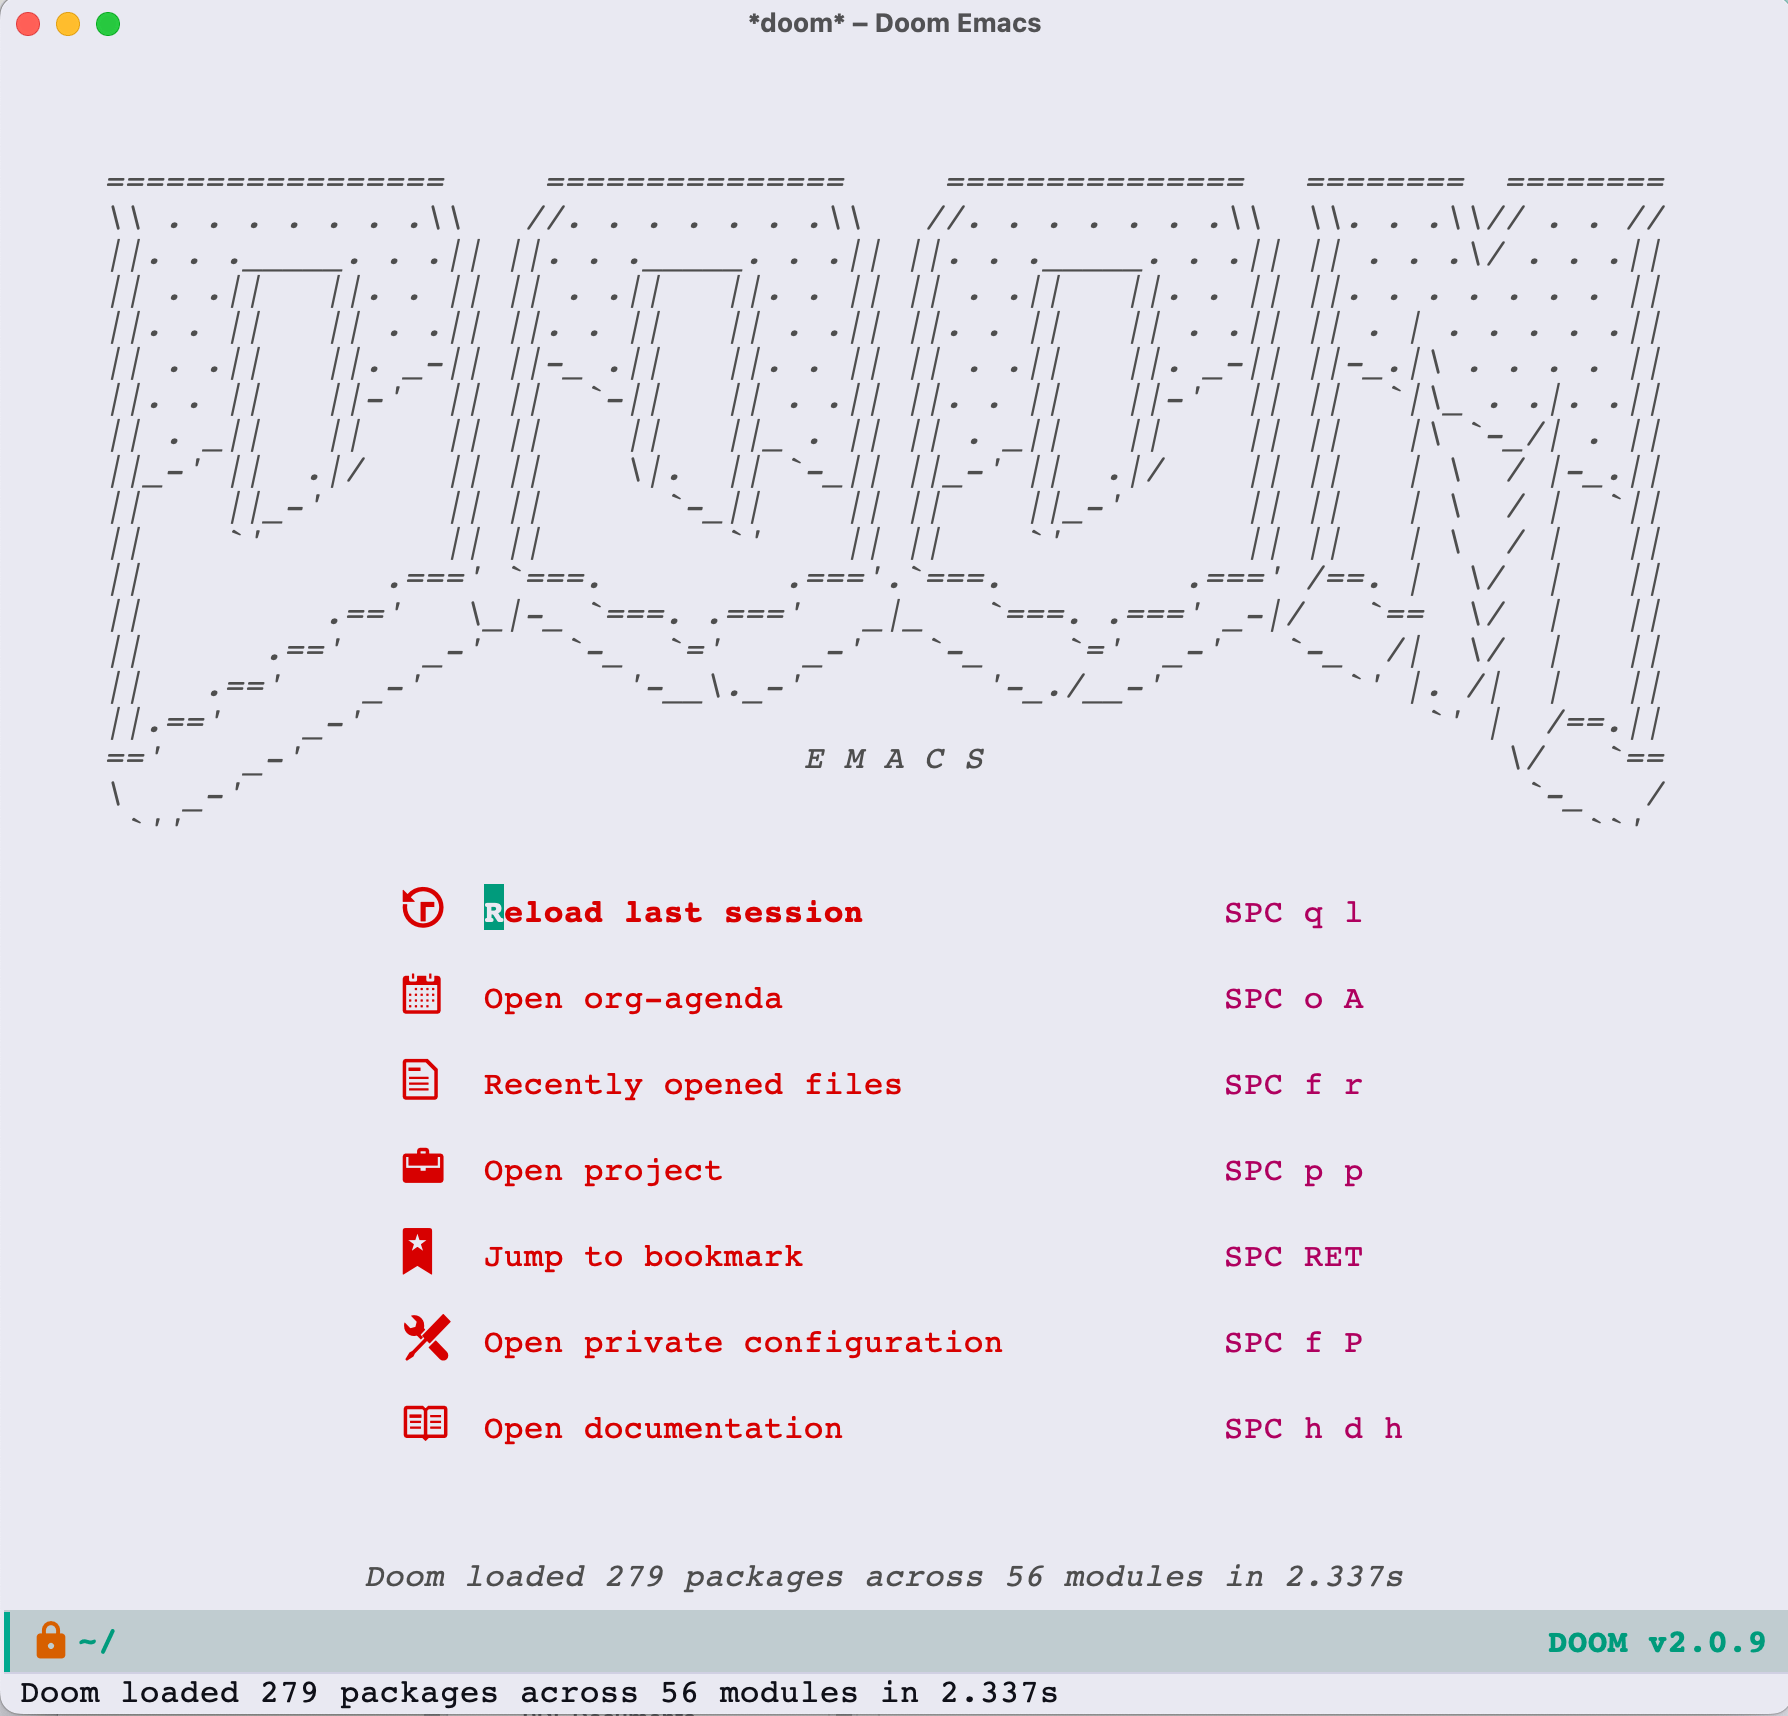 *doom* – Doom Emacs
E M A C S
Reload last session SPC q l
Open org-agenda SPC o A
Recently opened files SPC f r
Open project SPC p p
Jump to bookmark SPC RET
Open private configuration SPC f P
Open documentation SPC h d h
Doom loaded 279 packages across 56 modules in 2.337s
~/ DOOM v2.0.9
Doom loaded 279 packages across 56 modules in 2.337s